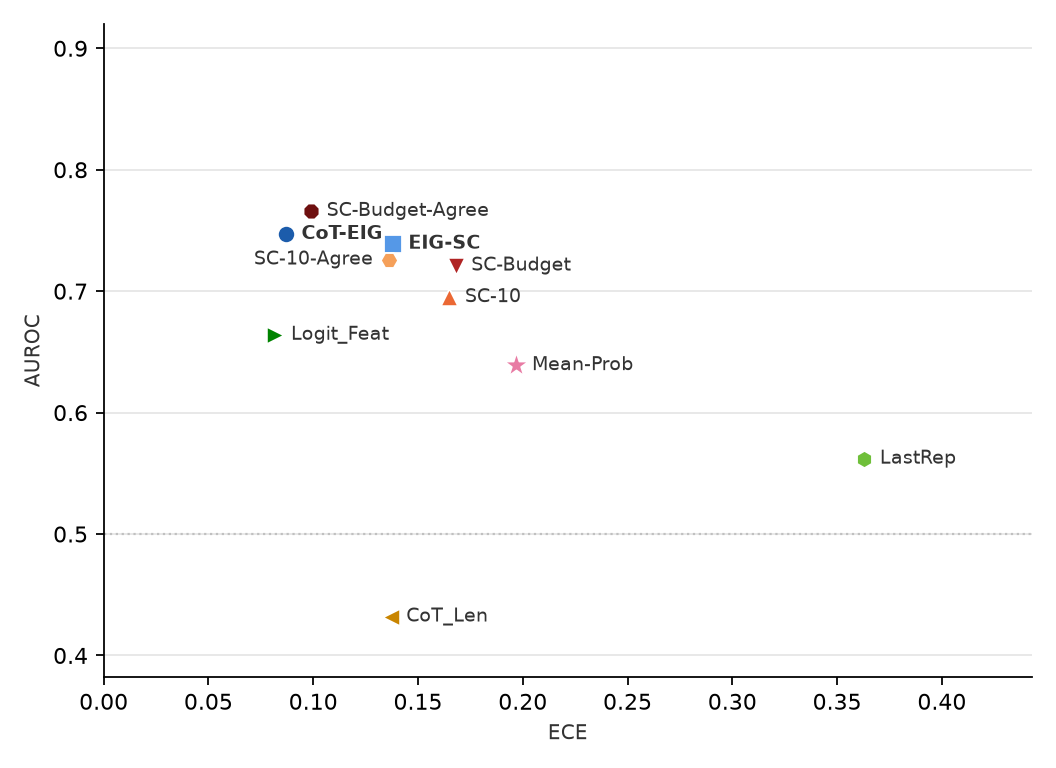 0.9
0.8
SC-Budget-Agree
CoT-EIG
EIG-SC
SC-10-Agree
SC-Budget
0.7
SC-10
Logit_Feat
Mean-Prob
0.6
LastRep
0.5
CoT_Len
0.4
AUROC
0.00 0.05 0.10 0.15 0.20 0.25 0.30 0.35 0.40
ECE